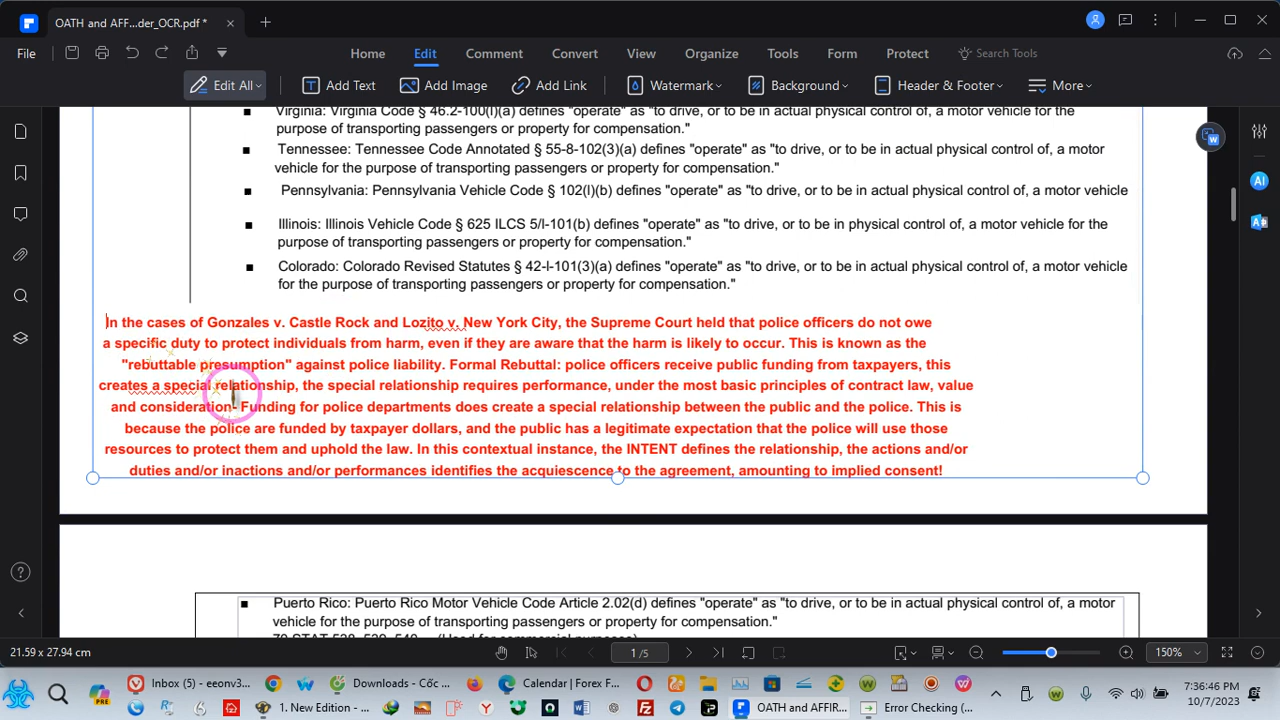 OATH and AFF...der_OCR.pdf *
File
Home
Edit
Comment
Convert
View
Organize
Tools
Form
Protect
Search Tools
Edit All
Add Text
Add Image
Add Link
Watermark
Background
Header & Footer
More
Virginia: Virginia Code § 46.2-100(l)(a) defines "operate" as "to drive, or to be in actual physical control of, a motor vehicle for the
purpose of transporting passengers or property for compensation."
Tennessee: Tennessee Code Annotated § 55-8-102(3)(a) defines "operate" as "to drive, or to be in actual physical control of, a motor
vehicle for the purpose of transporting passengers or property for compensation."
Pennsylvania: Pennsylvania Vehicle Code § 102(l)(b) defines "operate" as "to drive, or to be in actual physical control of, a motor vehicle
Illinois: Illinois Vehicle Code § 625 ILCS 5/l-101(b) defines "operate" as "to drive, or to be in physical control of, a motor vehicle for the
purpose of transporting passengers or property for compensation."
Colorado: Colorado Revised Statutes § 42-l-101(3)(a) defines "operate" as "to drive, or to be in actual physical control of, a motor vehicle
for the purpose of transporting passengers or property for compensation."
In the cases of Gonzales v. Castle Rock and Lozito v. New York City, the Supreme Court held that police officers do not owe
a specific duty to protect individuals from harm, even if they are aware that the harm is likely to occur. This is known as the
"rebuttable presumption" against police liability. Formal Rebuttal: police officers receive public funding from taxpayers, this
creates a special relationship, the special relationship requires performance, under the most basic principles of contract law, value
and consideration. Funding for police departments does create a special relationship between the public and the police. This is
because the police are funded by taxpayer dollars, and the public has a legitimate expectation that the police will use those
resources to protect them and uphold the law. In this contextual instance, the INTENT defines the relationship, the actions and/or
duties and/or inactions and/or performances identifies the acquiescence to the agreement, amounting to implied consent!
Puerto Rico: Puerto Rico Motor Vehicle Code Article 2.02(d) defines "operate" as "to drive, or to be in actual physical control of, a motor
vehicle for the purpose of transporting passengers or property for compensation."
21.59 x 27.94 cm
1 /5
150%
7:36:46 PM
Inbox (5) - eeonv3...
Downloads - Cốc ...
Calendar | Forex F...
1. New Edition - ...
OATH and AFFIR...
Error Checking (...
10/7/2023